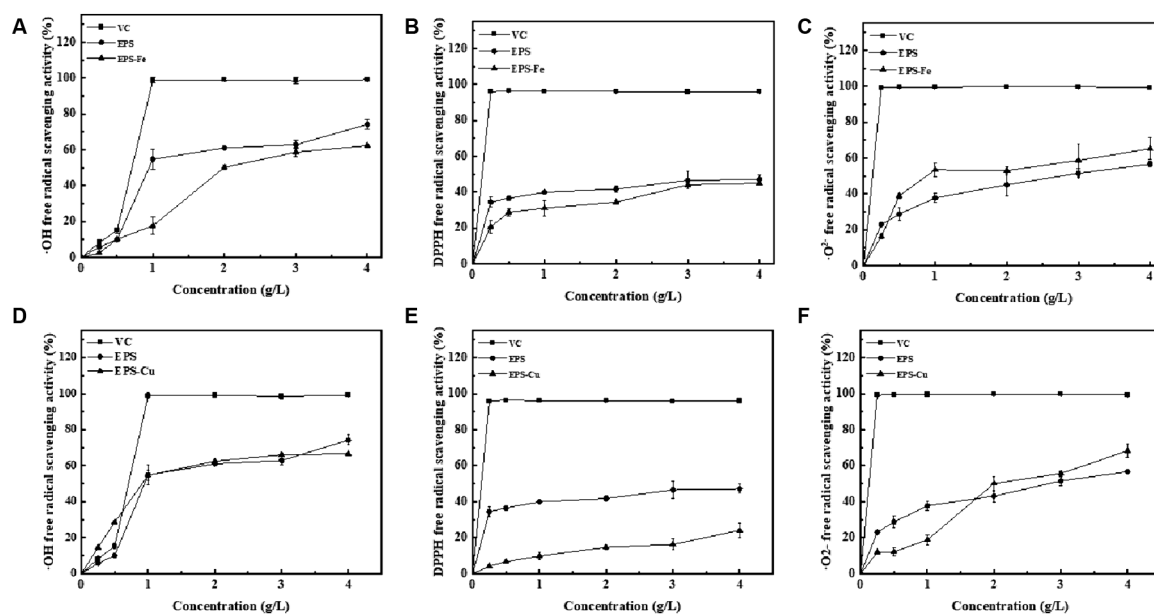 A
·OH free radical scavenging activity (%)
120
100
80
60
40
20
0
VC
EPS
EPS-Fe
0 1 2 3 4
Concentration (g/L)
B
DPPH free radical scavenging activity (%)
120
100
80
60
40
20
0
VC
EPS
EPS-Fe
0 1 2 3 4
Concentration (g/L)
C
·O²⁻ free radical scavenging activity (%)
120
100
80
60
40
20
0
VC
EPS
EPS-Fe
0 1 2 3 4
Concentration (g/L)
D
·OH free radical scavenging activity (%)
120
100
80
60
40
20
0
VC
EPS
EPS-Cu
0 1 2 3 4
Concentration (g/L)
E
DPPH free radical scavenging activity (%)
120
100
80
60
40
20
0
VC
EPS
EPS-Cu
0 1 2 3 4
Concentration (g/L)
F
·O2- free radical scavenging acticity (%)
120
100
80
60
40
20
0
VC
EPS
EPS-Cu
0 1 2 3 4
Concentration (g/L)